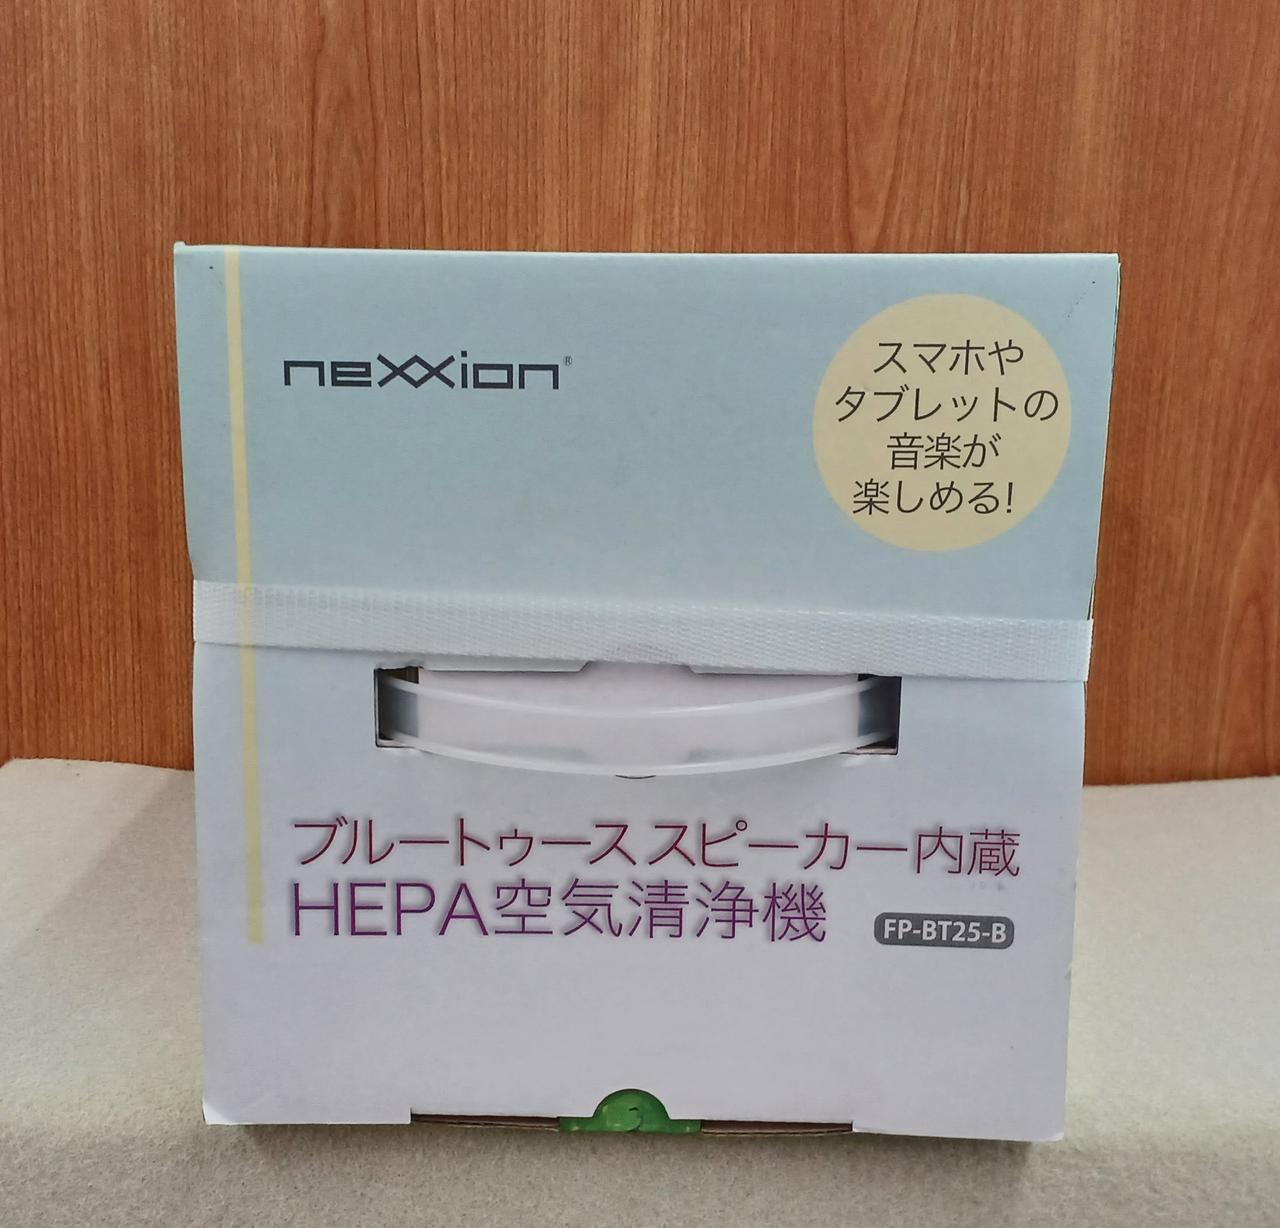 nexxion®
スマホや
タブレットの
音楽が
楽しめる!
ブルートゥース スピーカー内蔵
HEPA空気清浄機
FP-BT25-B